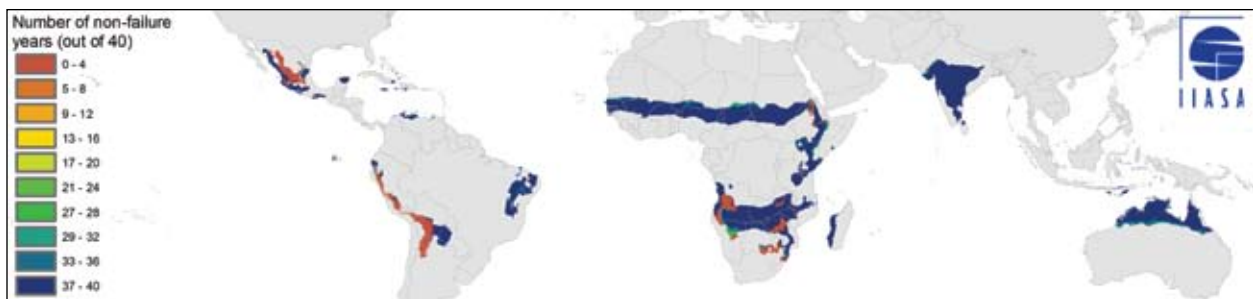 Number of non-failure
years (out of 40)
0 - 4
5 - 8
9 - 12
13 - 16
17 - 20
21 - 24
27 - 28
29 - 32
33 - 36
37 - 40
IIASA